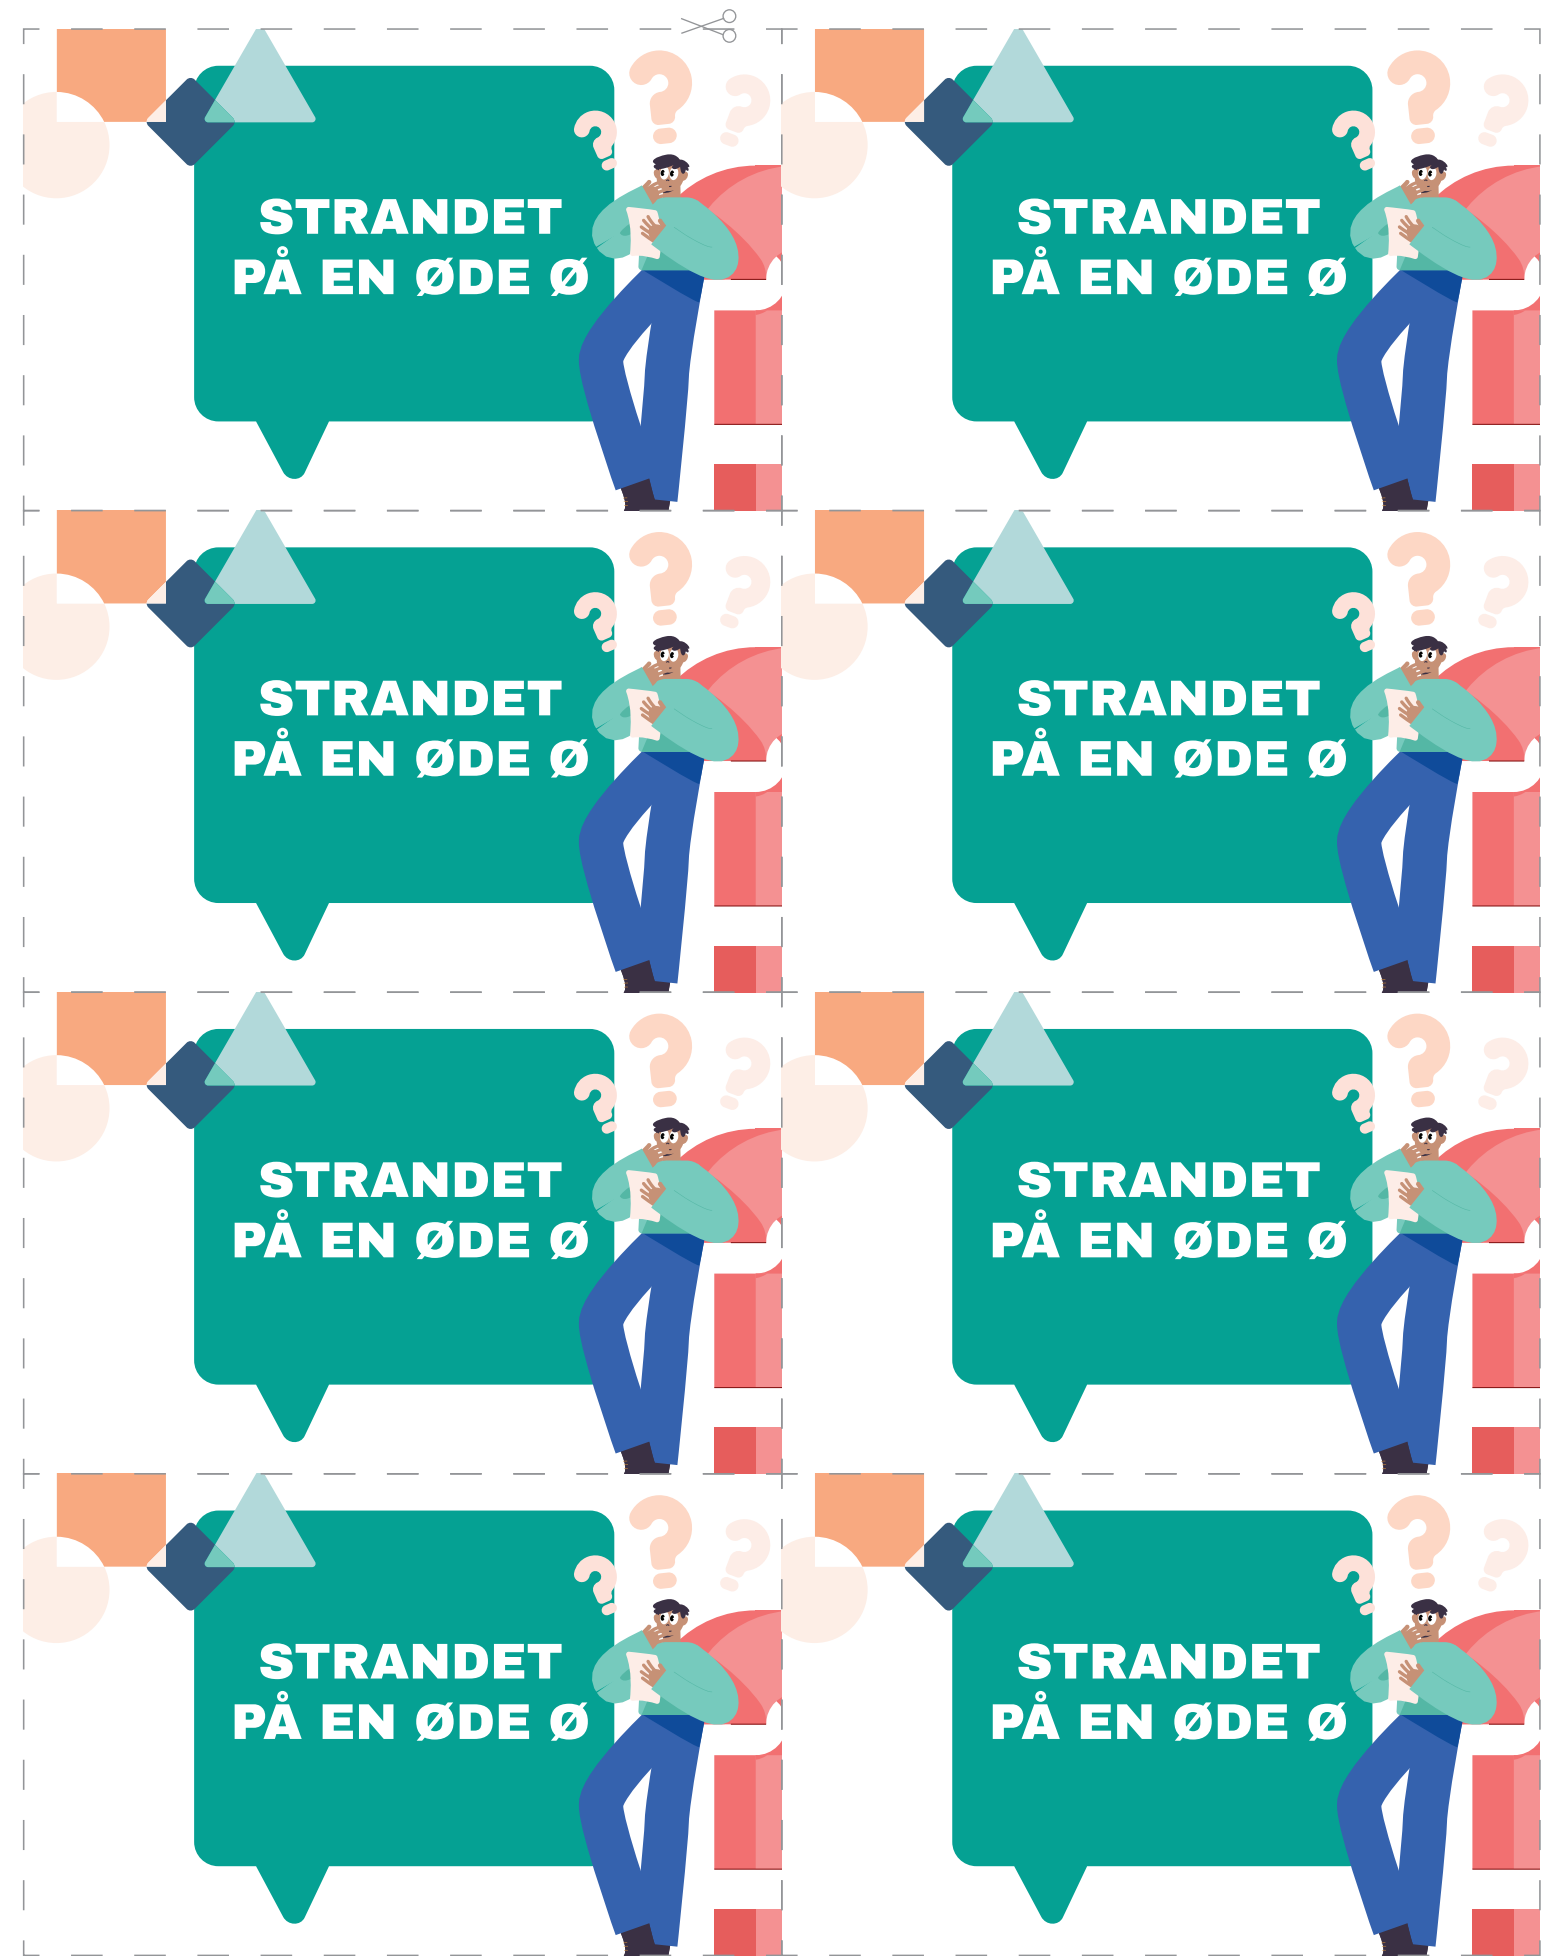 STRANDET
PÅ EN ØDE Ø
STRANDET
PÅ EN ØDE Ø
STRANDET
PÅ EN ØDE Ø
STRANDET
PÅ EN ØDE Ø
STRANDET
PÅ EN ØDE Ø
STRANDET
PÅ EN ØDE Ø
STRANDET
PÅ EN ØDE Ø
STRANDET
PÅ EN ØDE Ø